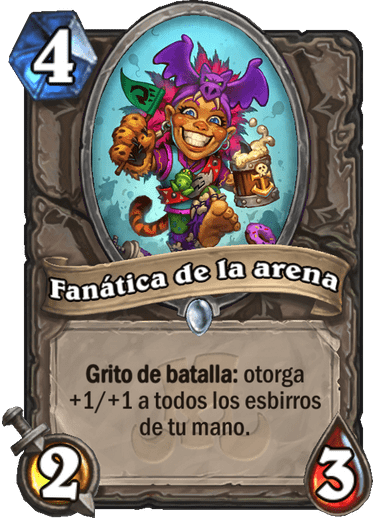 4
Fanática de la arena
Grito de batalla: otorga
+1/+1 a todos los esbirros
de tu mano.
2
3